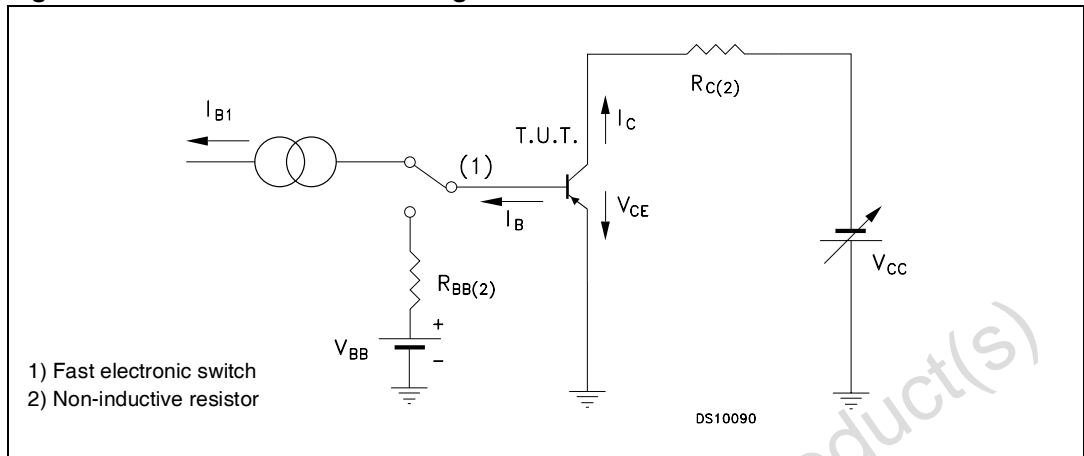 I_B1
T.U.T.
I_C
R_C(2)
(1)
I_B
V_CE
V_CC
R_BB(2)
V_BB
+
−
1) Fast electronic switch
2) Non-inductive resistor
DS10090
duct(s)